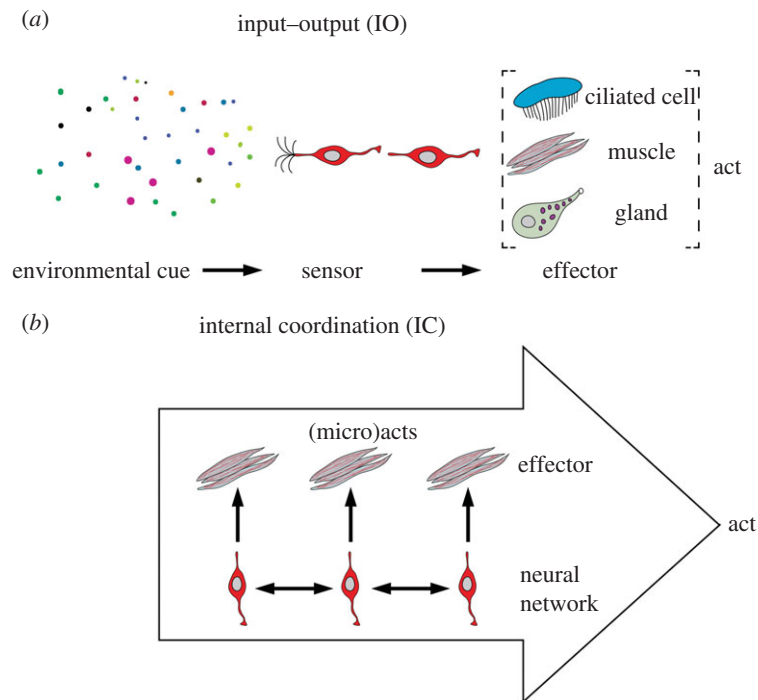 (a)
input–output (IO)
ciliated cell
muscle
act
gland
environmental cue
sensor
effector
(b)
internal coordination (IC)
(micro)acts
effector
act
neural
network